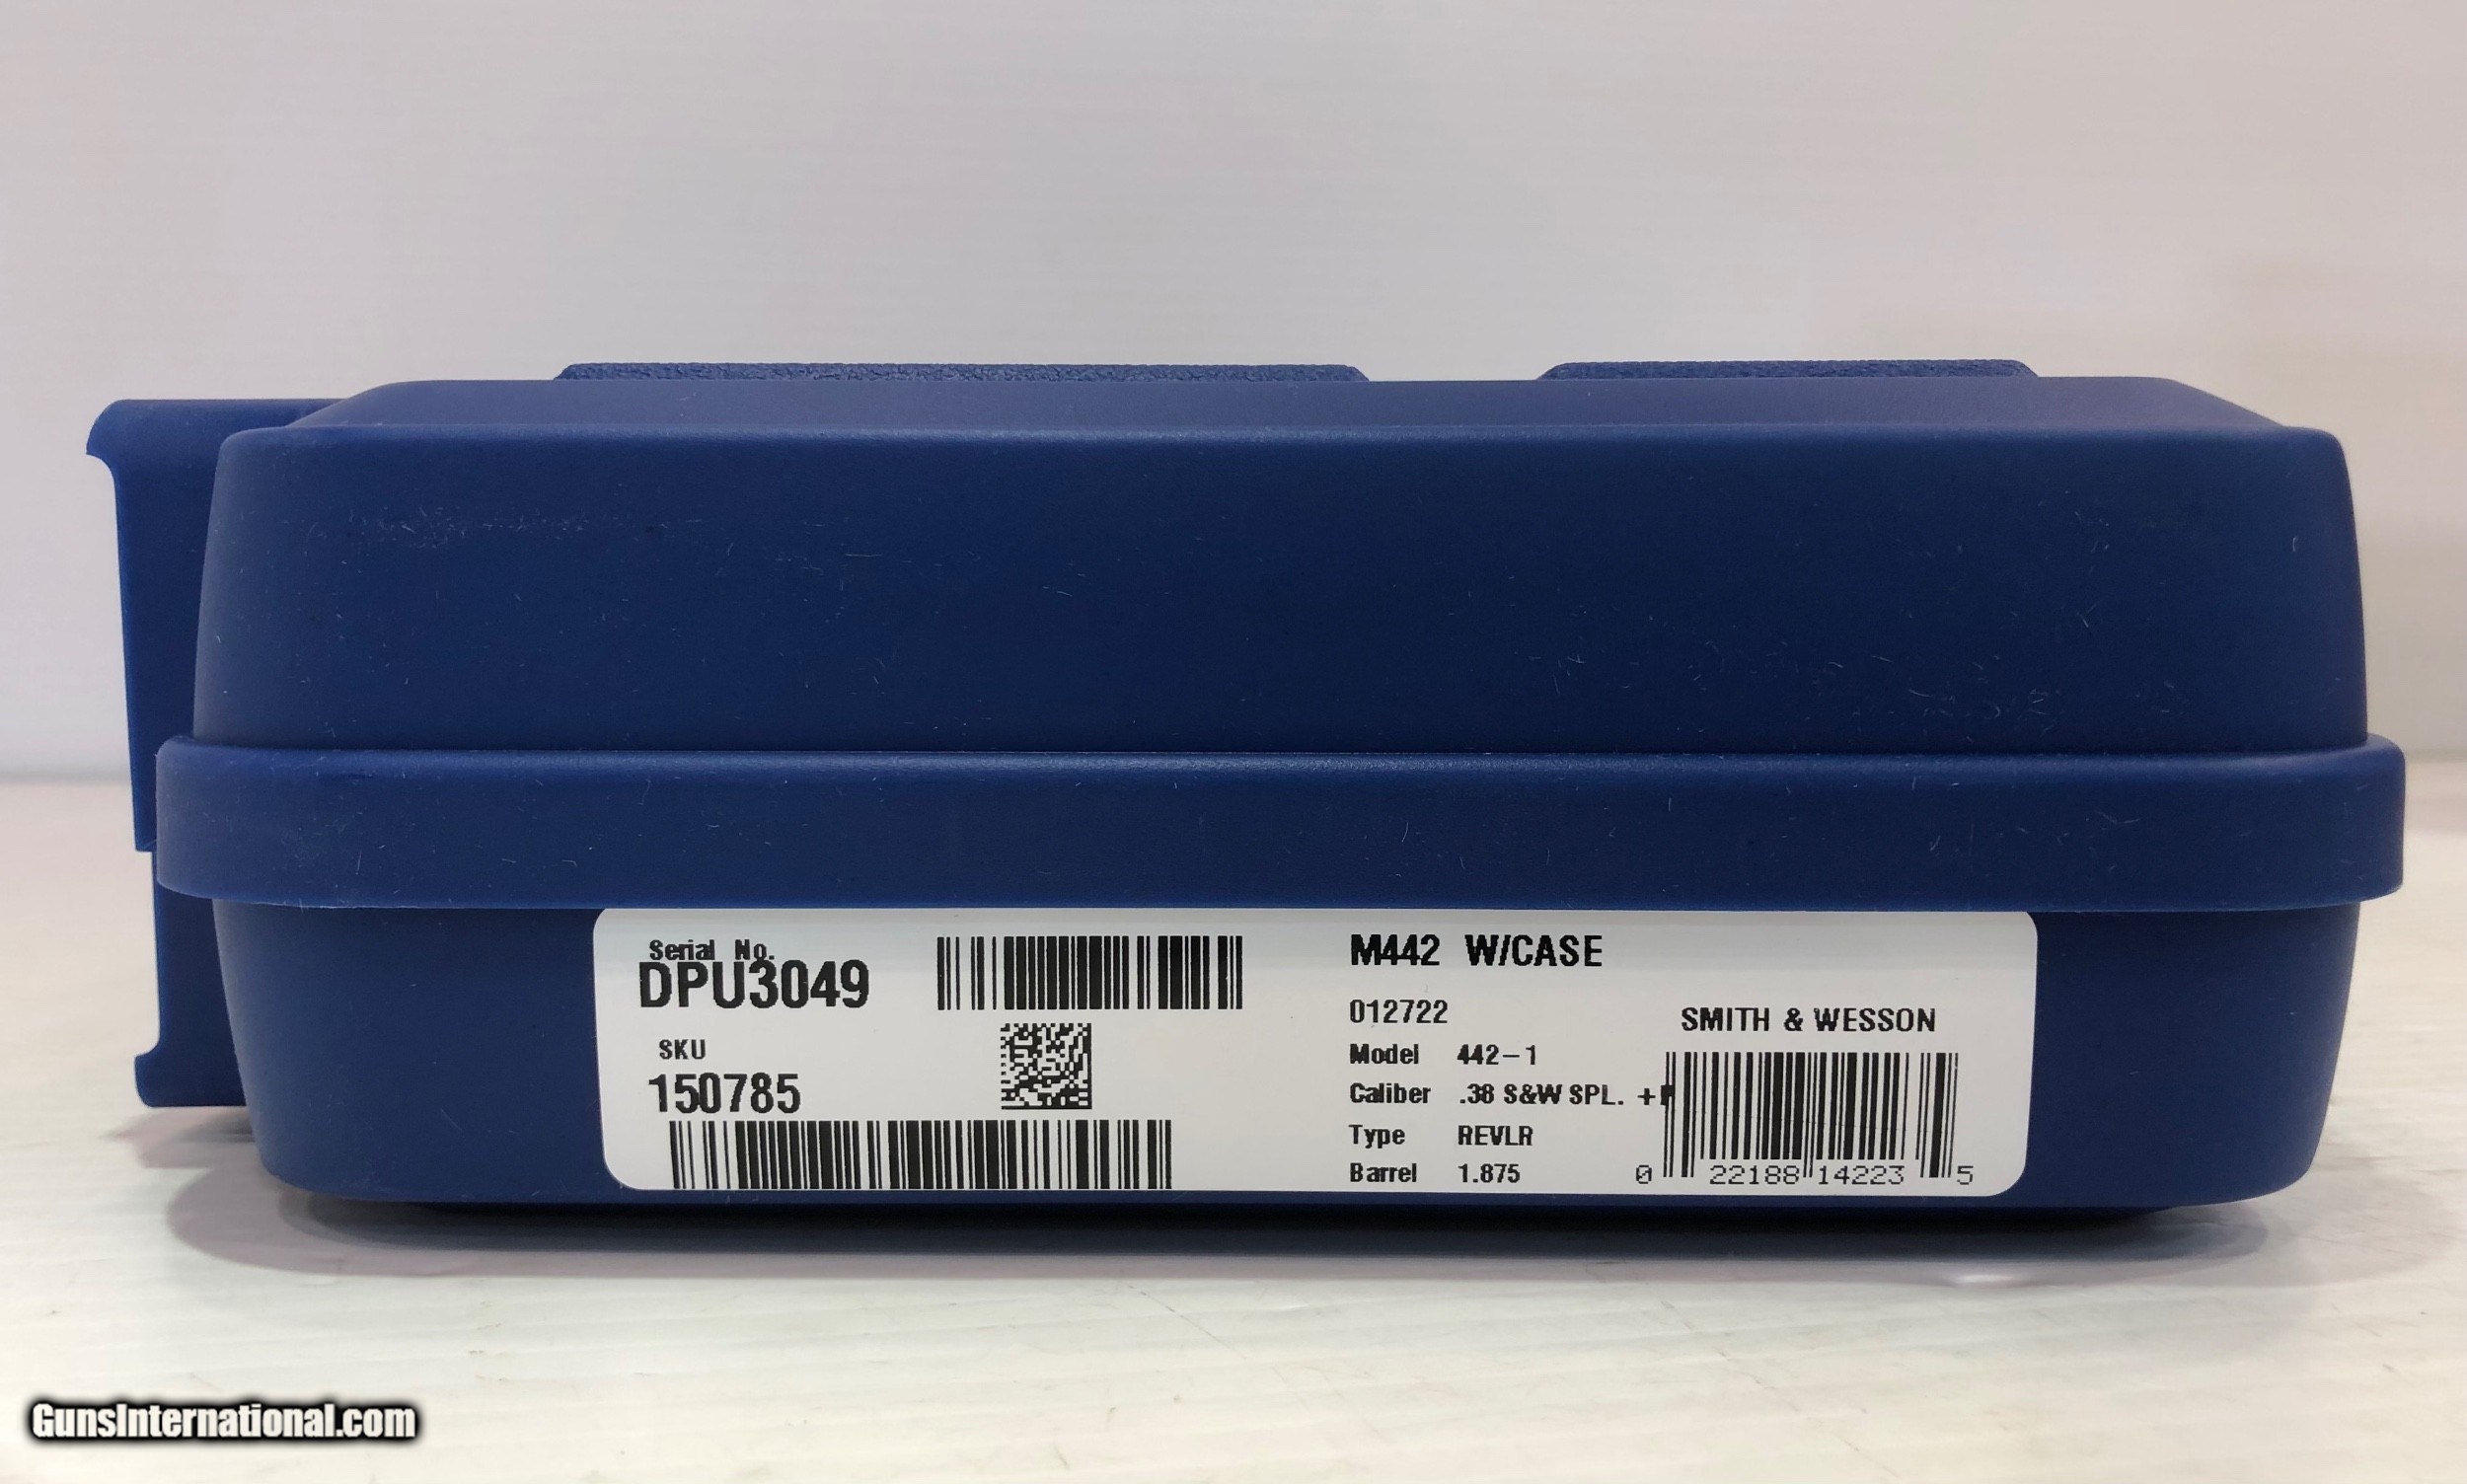 Serial No.
DPU3049
SKU
150785
M442 W/CASE
012722
Model 442-1
Caliber .38 S&W SPL. +P
Type REVLR
Barrel 1.875
SMITH & WESSON
0 22188 14223 5
GunsInternational.com